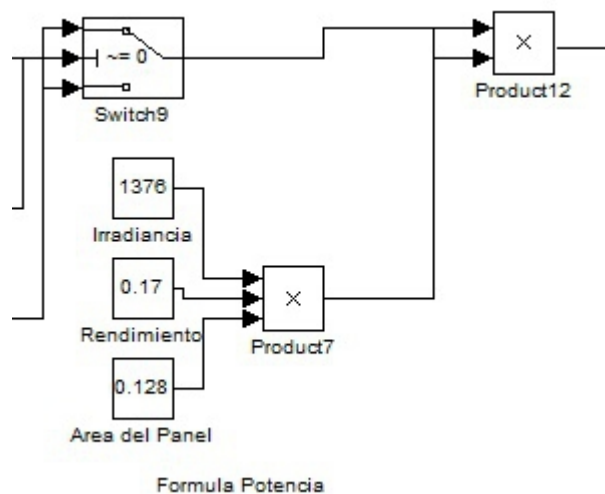 ~= 0
Switch9
×
Product12
1376
Irradiancia
0.17
Rendimiento
×
Product7
0.128
Area del Panel
Formula Potencia